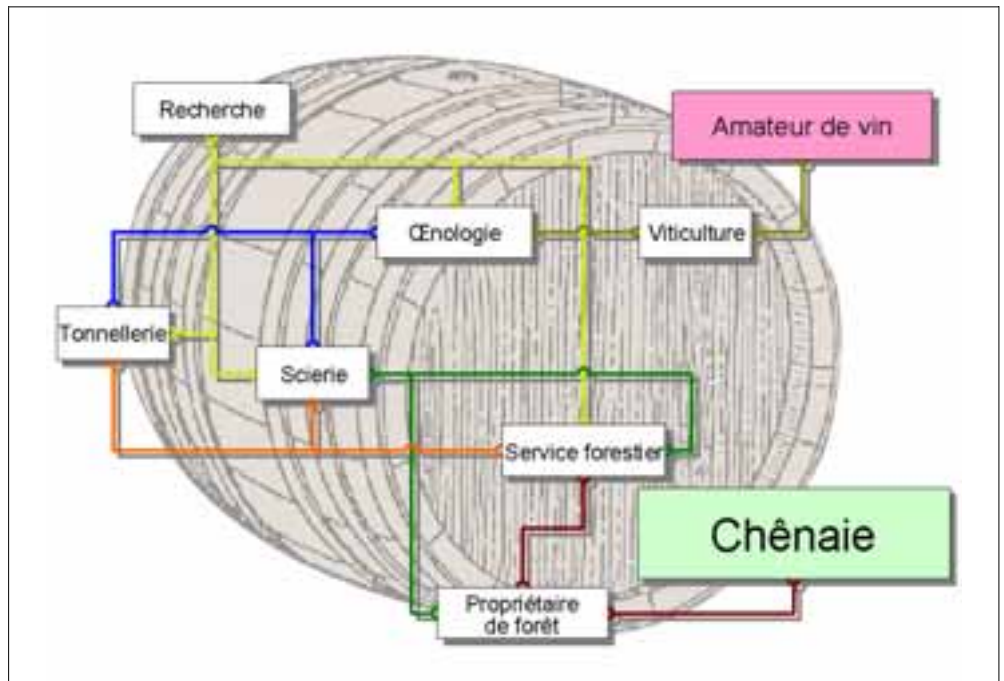 Recherche
Amateur de vin
Œnologie
Viticulture
Tonnellerie
Scierie
Service forestier
Chênaie
Propriétaire
de forêt